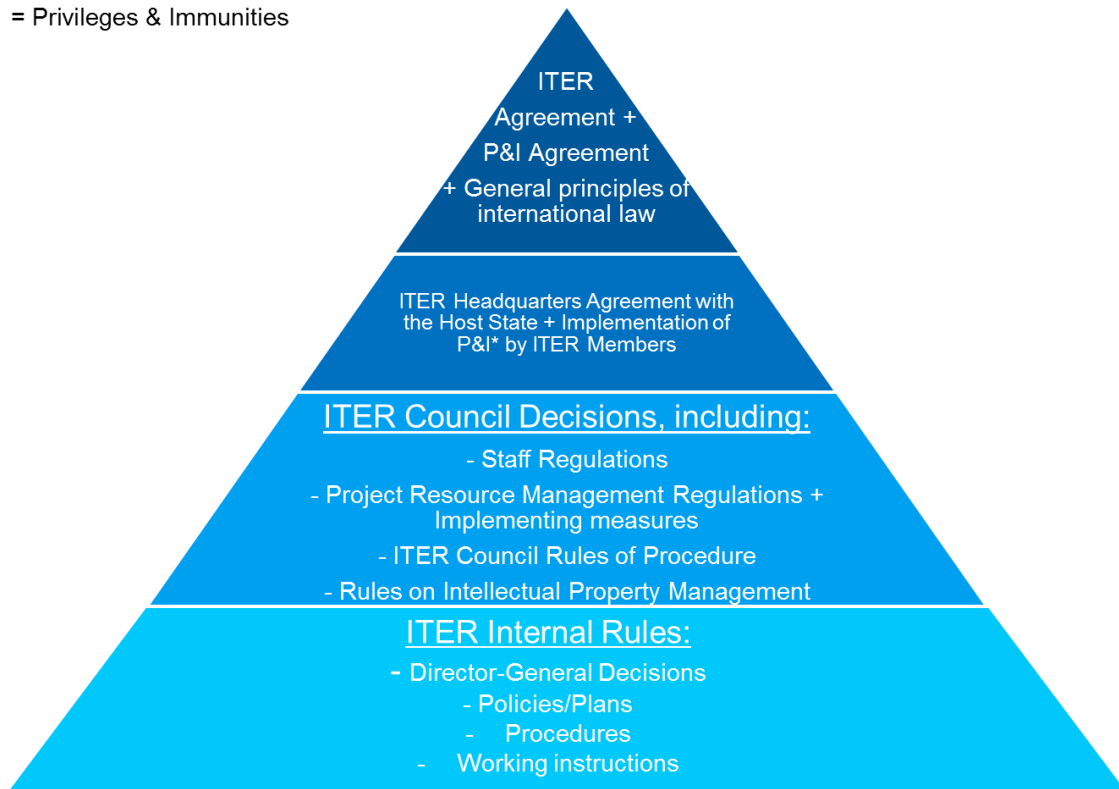 = Privileges & Immunities
ITER
Agreement +
P&I Agreement
+ General principles of
international law
ITER Headquarters Agreement with
the Host State + Implementation of
P&I* by ITER Members
ITER Council Decisions, including:
- Staff Regulations
- Project Resource Management Regulations +
Implementing measures
- ITER Council Rules of Procedure
- Rules on Intellectual Property Management
ITER Internal Rules:
- Director-General Decisions
- Policies/Plans
- Procedures
- Working instructions